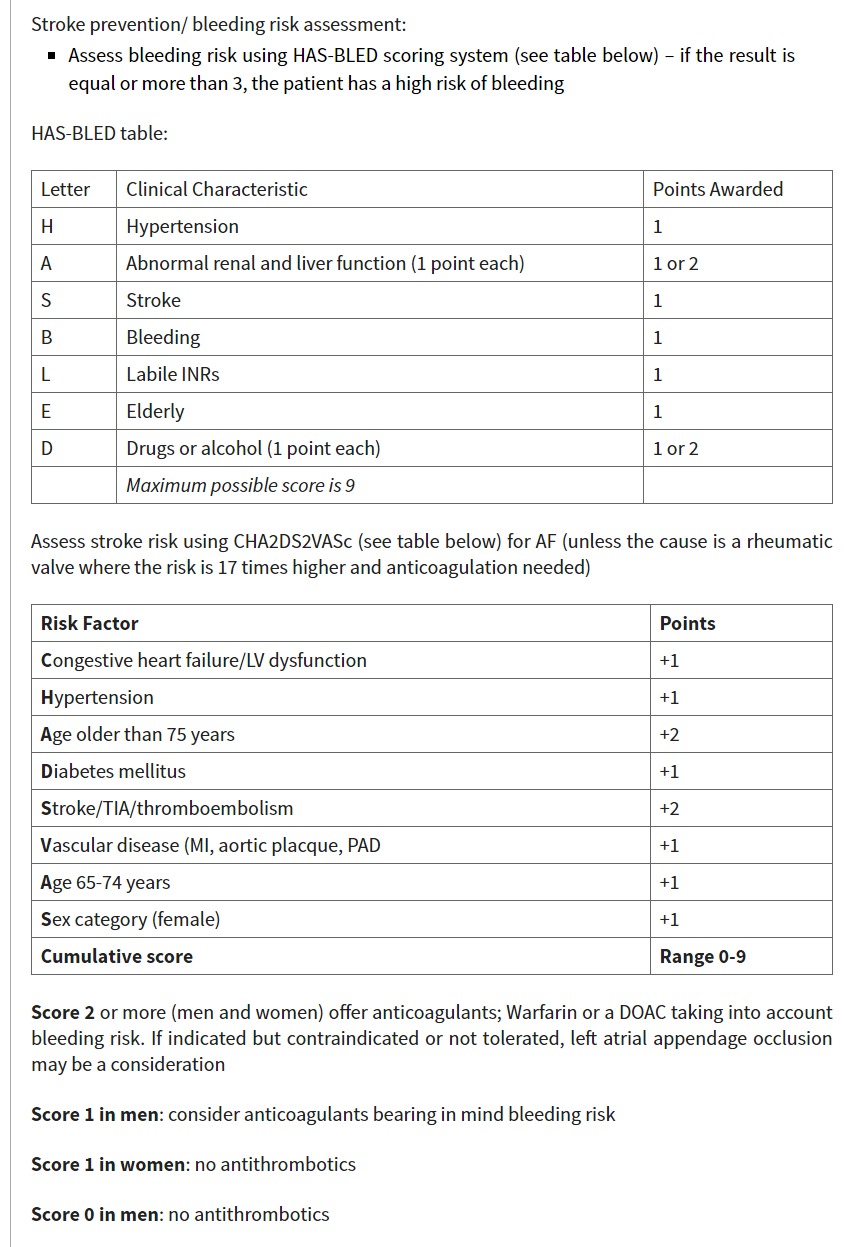 Stroke prevention/ bleeding risk assessment:
▪ Assess bleeding risk using HAS-BLED scoring system (see table below) – if the result is
equal or more than 3, the patient has a high risk of bleeding
HAS-BLED table:
Letter Clinical Characteristic Points Awarded
H Hypertension 1
A Abnormal renal and liver function (1 point each) 1 or 2
S Stroke 1
B Bleeding 1
L Labile INRs 1
E Elderly 1
D Drugs or alcohol (1 point each) 1 or 2
Maximum possible score is 9
Assess stroke risk using CHA2DS2VASc (see table below) for AF (unless the cause is a rheumatic
valve where the risk is 17 times higher and anticoagulation needed)
Risk Factor Points
Congestive heart failure/LV dysfunction +1
Hypertension +1
Age older than 75 years +2
Diabetes mellitus +1
Stroke/TIA/thromboembolism +2
Vascular disease (MI, aortic placque, PAD +1
Age 65-74 years +1
Sex category (female) +1
Cumulative score Range 0-9
Score 2 or more (men and women) offer anticoagulants; Warfarin or a DOAC taking into account
bleeding risk. If indicated but contraindicated or not tolerated, left atrial appendage occlusion
may be a consideration
Score 1 in men: consider anticoagulants bearing in mind bleeding risk
Score 1 in women: no antithrombotics
Score 0 in men: no antithrombotics